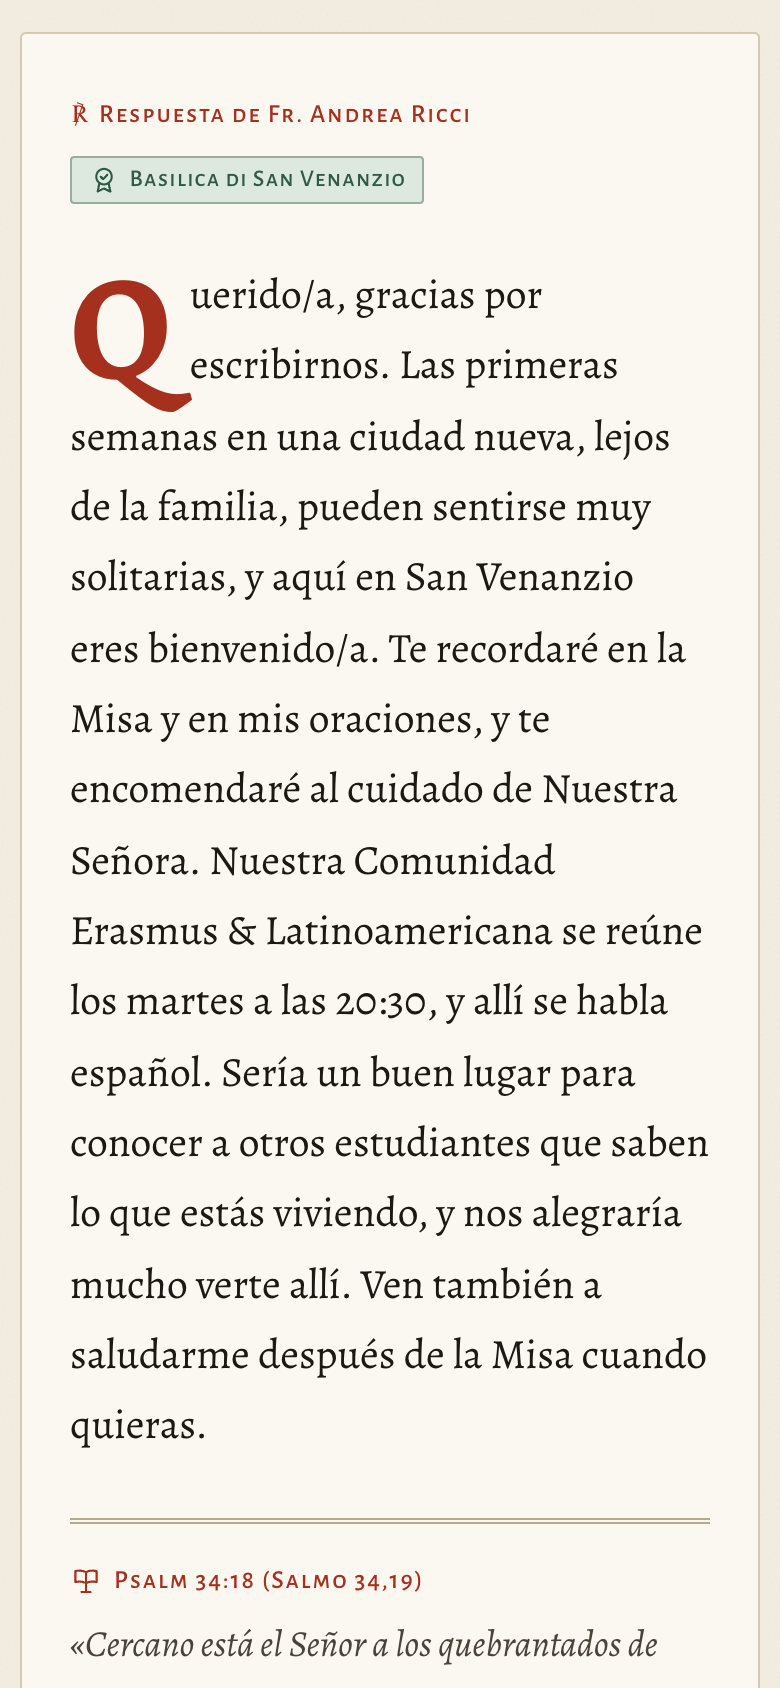 ℟ Respuesta de Fr. Andrea Ricci
Basilica di San Venanzio
Querido/a, gracias por
escribirnos. Las primeras
semanas en una ciudad nueva, lejos
de la familia, pueden sentirse muy
solitarias, y aquí en San Venanzio
eres bienvenido/a. Te recordaré en la
Misa y en mis oraciones, y te
encomendaré al cuidado de Nuestra
Señora. Nuestra Comunidad
Erasmus & Latinoamericana se reúne
los martes a las 20:30, y allí se habla
español. Sería un buen lugar para
conocer a otros estudiantes que saben
lo que estás viviendo, y nos alegraría
mucho verte allí. Ven también a
saludarme después de la Misa cuando
quieras.
Psalm 34:18 (Salmo 34,19)
«Cercano está el Señor a los quebrantados de